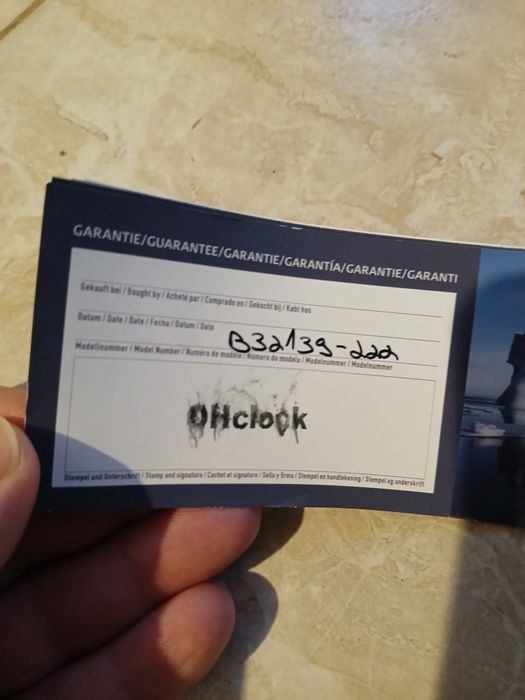 GARANTIE/GUARANTEE/GARANTIE/GARANTÍA/GARANTIE/GARANTI
Gekauft bei / Bought by / Acheté par / Comprado en / Gekocht bij / Købt hos
Datum / Date / Date / Fecha / Datum / Dato
B32139-222
Modellnummer / Model Number / Numéro de modèle / Número de modelo / Modelnummer / Modelnummer
OHclock
Stempel und Unterschrift / Stamp and signature / Cachet et signature / Sello y firma / Stempel en handtekening / Stempel og underskrift